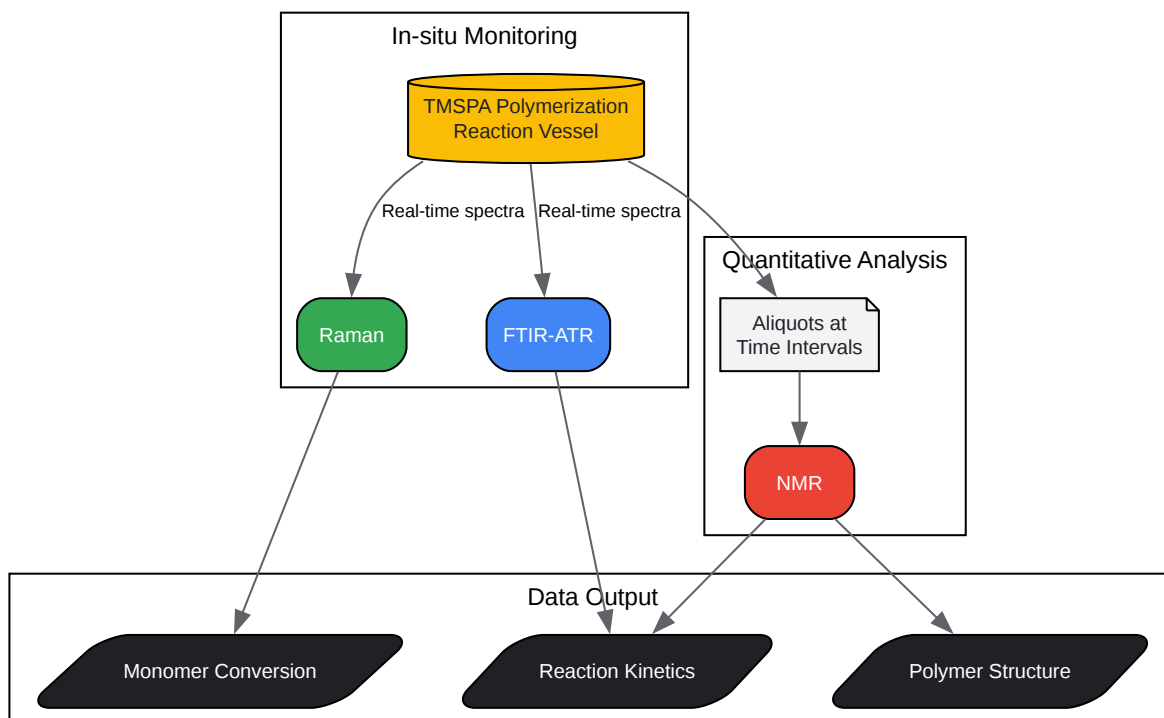 In-situ Monitoring
TMSPA Polymerization
Reaction Vessel
Real-time spectra
Real-time spectra
Quantitative Analysis
Raman
FTIR-ATR
Aliquots at
Time Intervals
NMR
Data Output
Monomer Conversion
Reaction Kinetics
Polymer Structure